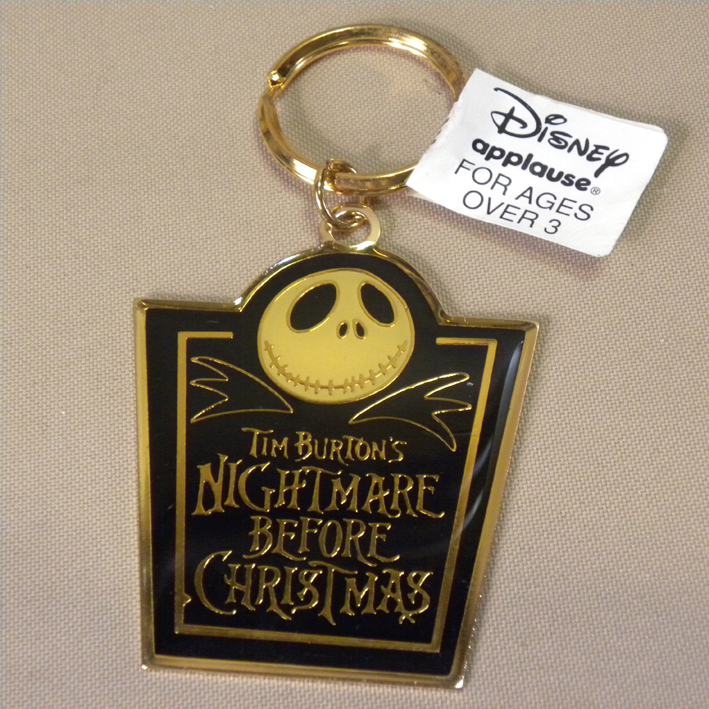 Disney
applause®
FOR AGES
OVER 3
TIM BURTON'S
NIGHTMARE
BEFORE
CHRISTMAS